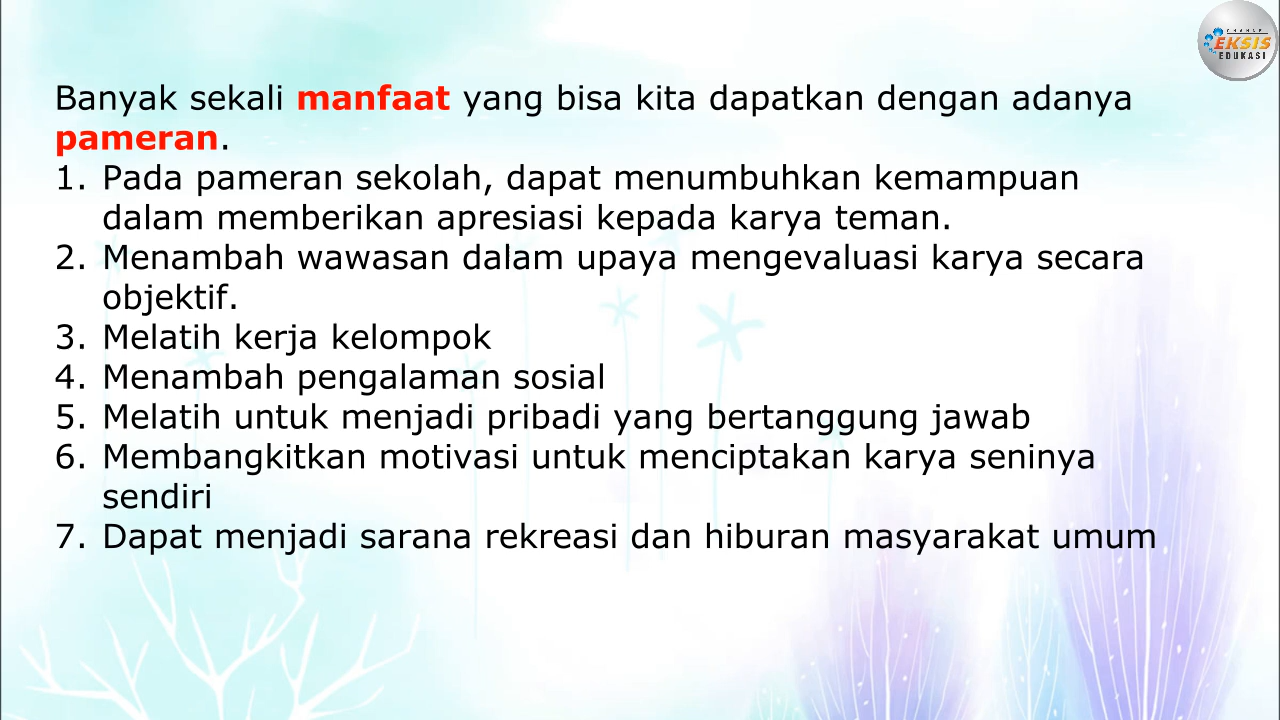 CHANEL
EKSIS
EDUKASI
Banyak sekali manfaat yang bisa kita dapatkan dengan adanya
pameran.
1. Pada pameran sekolah, dapat menumbuhkan kemampuan
dalam memberikan apresiasi kepada karya teman.
2. Menambah wawasan dalam upaya mengevaluasi karya secara
objektif.
3. Melatih kerja kelompok
4. Menambah pengalaman sosial
5. Melatih untuk menjadi pribadi yang bertanggung jawab
6. Membangkitkan motivasi untuk menciptakan karya seninya
sendiri
7. Dapat menjadi sarana rekreasi dan hiburan masyarakat umum